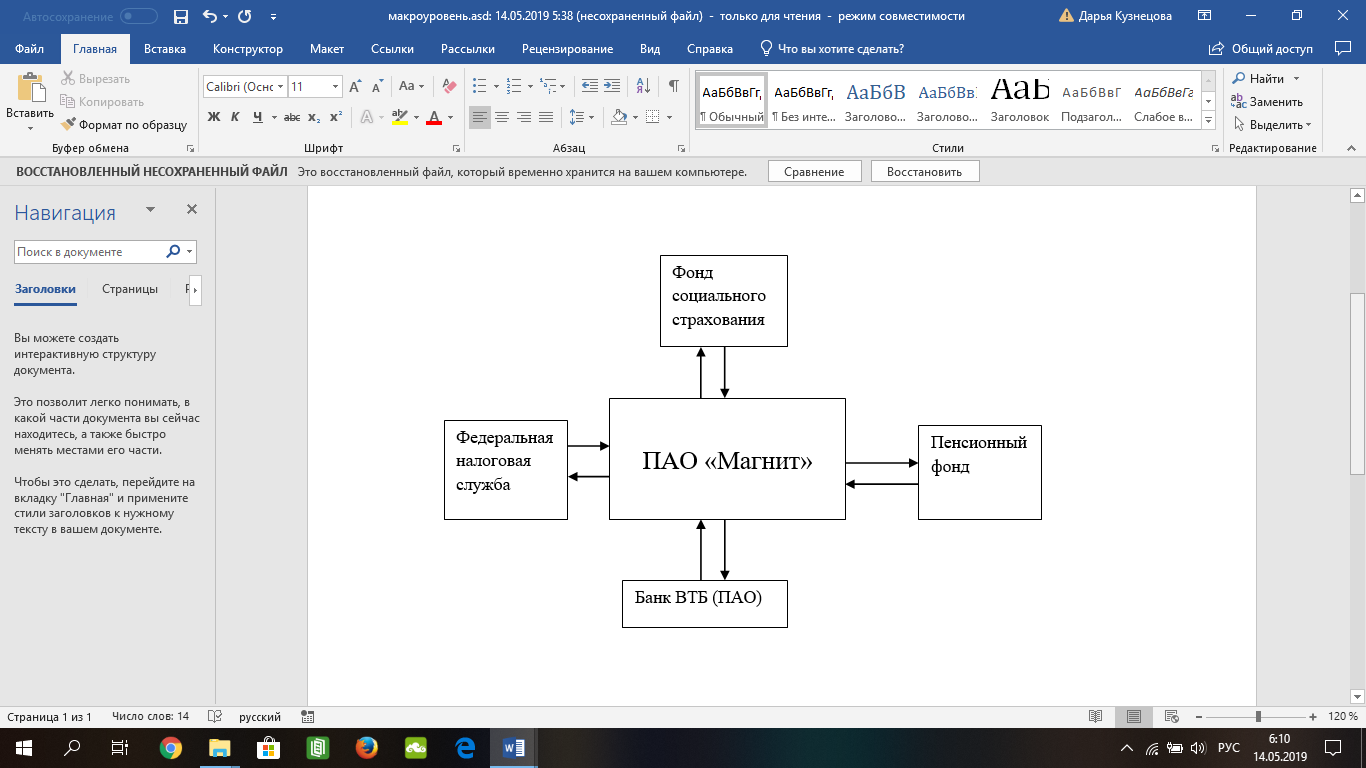 Автосохранение
макроуровень.asd: 14.05.2019 5:38 (несохраненный файл) - только для чтения - режим совместимости
Дарья Кузнецова
Файл Главная Вставка Конструктор Макет Ссылки Рассылки Рецензирование Вид Справка Что вы хотите сделать? Общий доступ
Вставить
Вырезать
Копировать
Формат по образцу
Буфер обмена
Calibri (Оснс 11
Ж К Ч abc x₂ x²
Шрифт
Абзац
АаБбВвГг, АаБбВвГг, АаБбВ АаБбВв. АаБ АаБбВвГ АаБбВвГг
¶ Обычный ¶ Без инте... Заголово... Заголово... Заголовок Подзагол... Слабое в...
Стили
Найти
Заменить
Выделить
Редактирование
ВОССТАНОВЛЕННЫЙ НЕСОХРАНЕННЫЙ ФАЙЛ Это восстановленный файл, который временно хранится на вашем компьютере. Сравнение Восстановить
Навигация
Поиск в документе
Заголовки Страницы
Вы можете создать
интерактивную структуру
документа.
Это позволит легко понимать, в
какой части документа вы сейчас
находитесь, а также быстро
менять местами его части.
Чтобы это сделать, перейдите на
вкладку "Главная" и примените
стили заголовков к нужному
тексту в вашем документе.
Фонд
социального
страхования
Федеральная
налоговая
служба
ПАО «Магнит»
Пенсионный
фонд
Банк ВТБ (ПАО)
Страница 1 из 1 Число слов: 14 русский 120 %
РУС
6:10
14.05.2019